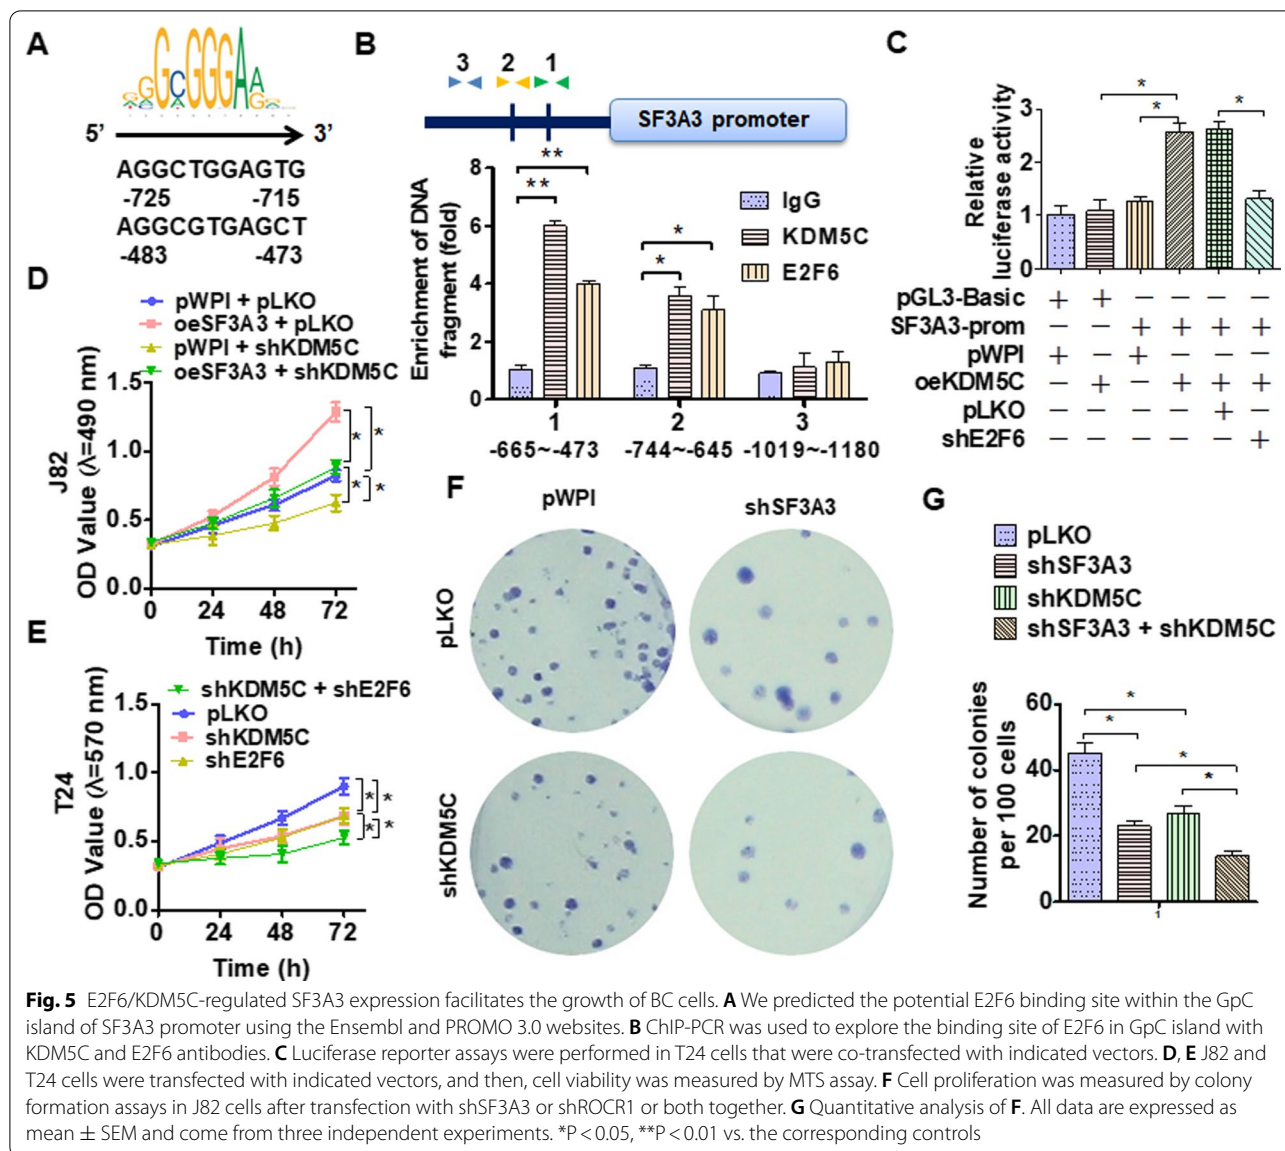 A
GCGGGAA
5’ 3’
AGGCTGGAGTG
-725 -715
AGGCGTGAGCT
-483 -473
B
3 2 1
SF3A3 promoter
Enrichment of DNA
fragment (fold)
8
6
4
2
0
** 
**
*
*
IgG
KDM5C
E2F6
1 2 3
-665~-473 -744~-645 -1019~-1180
C
Relative
luciferase activity
3
2
1
0
*
*
*
pGL3-Basic + + − − − −
SF3A3-prom − − + + + +
pWPI + − + − − −
oeKDM5C − + − + + +
pLKO − − − − + −
shE2F6 − − − − − +
D
pWPI + pLKO
oeSF3A3 + pLKO
pWPI + shKDM5C
oeSF3A3 + shKDM5C
J82
OD Value (λ=490 nm)
1.5
1.0
0.5
0.0
* *
* *
0 24 48 72
Time (h)
E
shKDM5C + shE2F6
pLKO
shKDM5C
shE2F6
T24
OD Value (λ=570 nm)
1.5
1.0
0.5
0.0
* *
* *
0 24 48 72
Time (h)
F
pWPI shSF3A3
pLKO
shKDM5C
G
pLKO
shSF3A3
shKDM5C
shSF3A3 + shKDM5C
Number of colonies
per 100 cells
60
40
20
0
*
*
*
*
1
Fig. 5 E2F6/KDM5C-regulated SF3A3 expression facilitates the growth of BC cells. A We predicted the potential E2F6 binding site within the GpC
island of SF3A3 promoter using the Ensembl and PROMO 3.0 websites. B ChIP-PCR was used to explore the binding site of E2F6 in GpC island with
KDM5C and E2F6 antibodies. C Luciferase reporter assays were performed in T24 cells that were co-transfected with indicated vectors. D, E J82 and
T24 cells were transfected with indicated vectors, and then, cell viability was measured by MTS assay. F Cell proliferation was measured by colony
formation assays in J82 cells after transfection with shSF3A3 or shROCR1 or both together. G Quantitative analysis of F. All data are expressed as
mean ± SEM and come from three independent experiments. *P < 0.05, **P < 0.01 vs. the corresponding controls